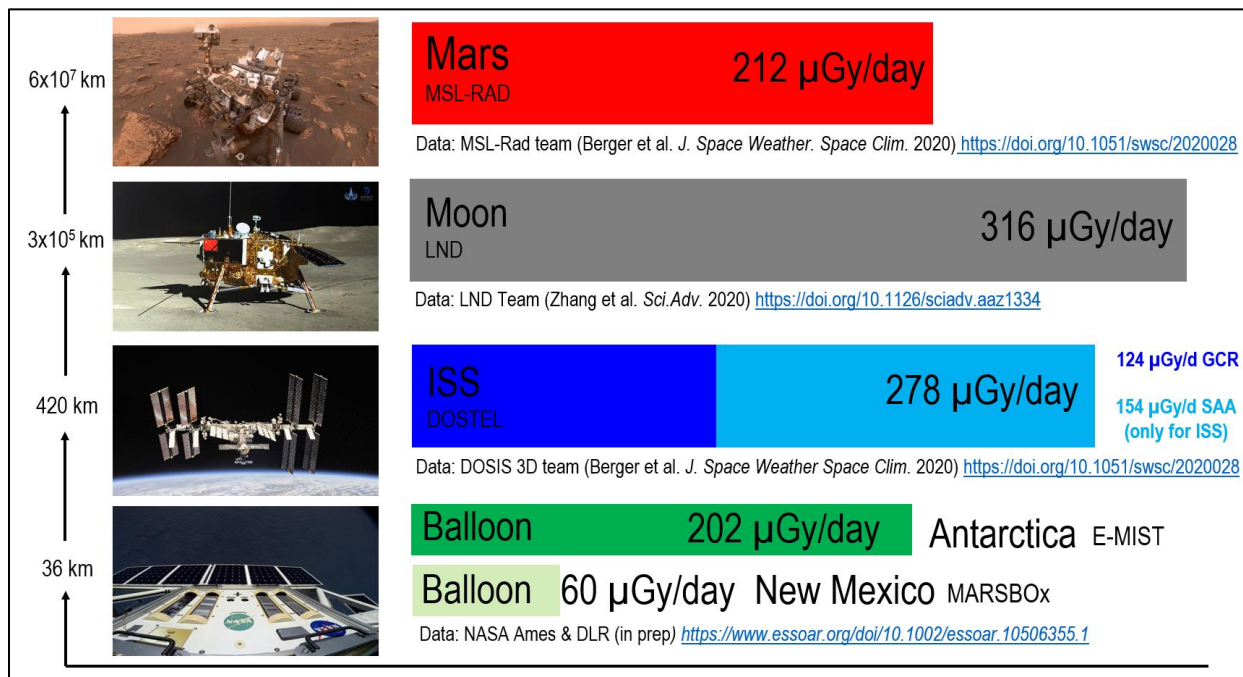 6x10⁷ km
Mars
MSL-RAD
212 µGy/day
Data: MSL-Rad team (Berger et al. J. Space Weather. Space Clim. 2020) https://doi.org/10.1051/swsc/2020028
3x10⁵ km
Moon
LND
316 µGy/day
Data: LND Team (Zhang et al. Sci.Adv. 2020) https://doi.org/10.1126/sciadv.aaz1334
420 km
ISS
DOSTEL
278 µGy/day
124 µGy/d GCR
154 µGy/d SAA
(only for ISS)
Data: DOSIS 3D team (Berger et al. J. Space Weather Space Clim. 2020) https://doi.org/10.1051/swsc/2020028
36 km
NASA
Balloon 202 µGy/day Antarctica E-MIST
Balloon 60 µGy/day New Mexico MARSBOx
Data: NASA Ames & DLR (in prep) https://www.essoar.org/doi/10.1002/essoar.10506355.1